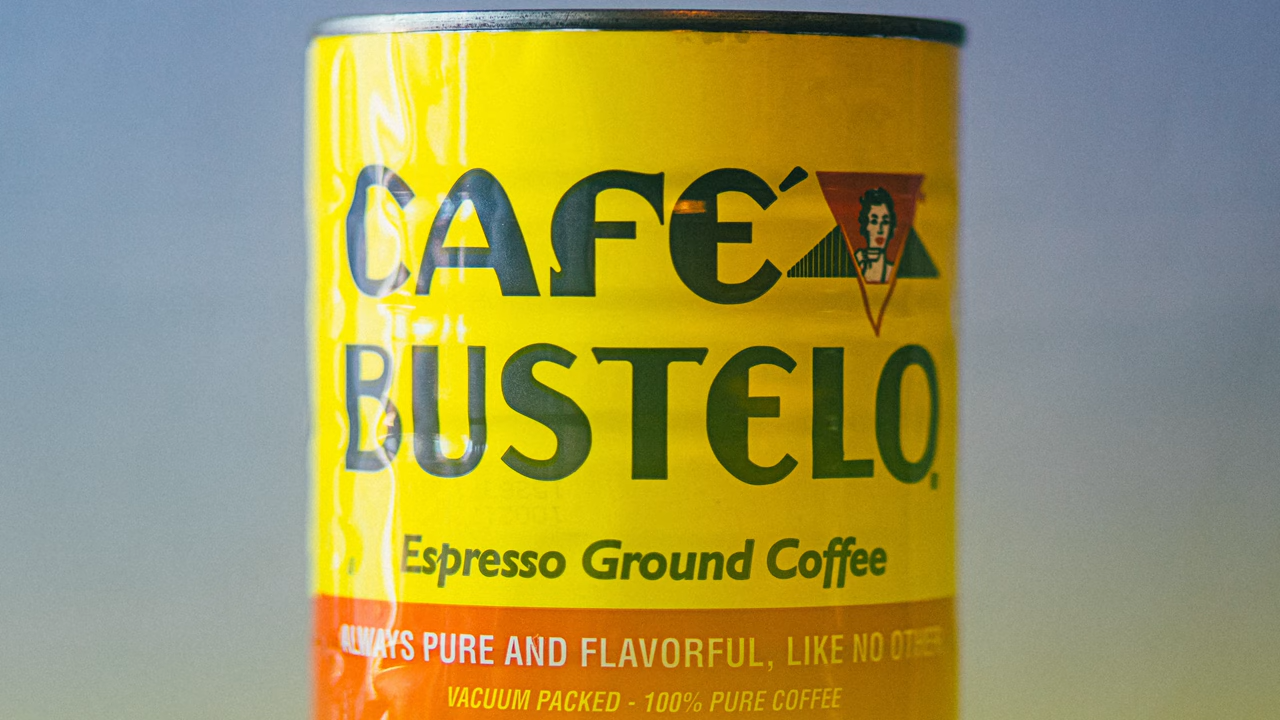 CAFÉ
BUSTELO.
Espresso Ground Coffee
ALWAYS PURE AND FLAVORFUL, LIKE NO OTHER
VACUUM PACKED - 100% PURE COFFEE